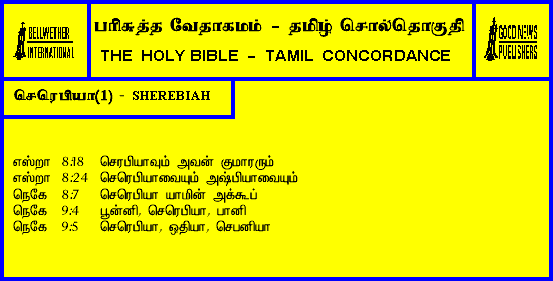 BELLWETHER
INTERNATIONAL
பரிசுத்த வேதாகமம் - தமிழ் சொல்தொகுதி
THE HOLY BIBLE - TAMIL CONCORDANCE
GOOD NEWS
PUBLISHERS
செரெபியா(1) - SHEREBIAH
எஸ்றா 8:18 செரபியாவும் அவன் குமாரரும்
எஸ்றா 8:24 செரெபியாவையும் அஷ்பியாவையும்
நெகே 8:7 செரெபியா யாமின் அக்கூப்
நெகே 9:4 பூன்னி, செரெபியா, பானி
நெகே 9:5 செரெபியா, ஒதியா, செபனியா